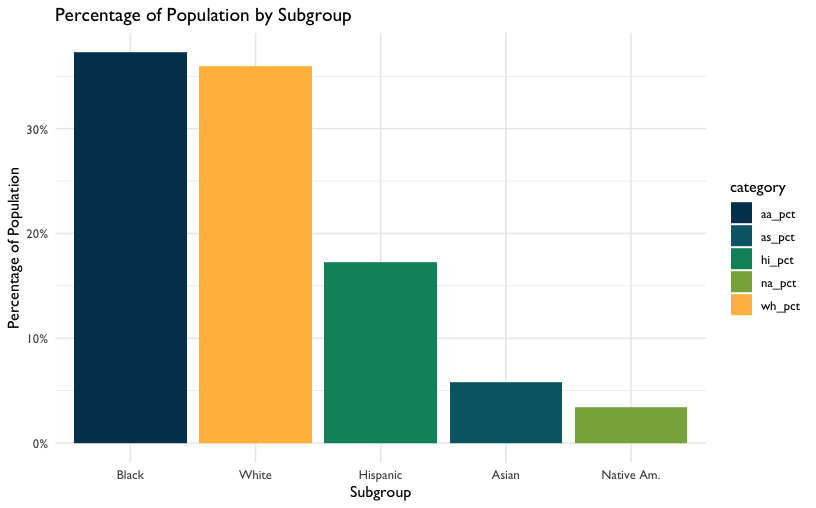 Percentage of Population by Subgroup
Percentage of Population
30%
20%
10%
0%
Black
White
Hispanic
Asian
Native Am.
Subgroup
category
aa_pct
as_pct
hi_pct
na_pct
wh_pct